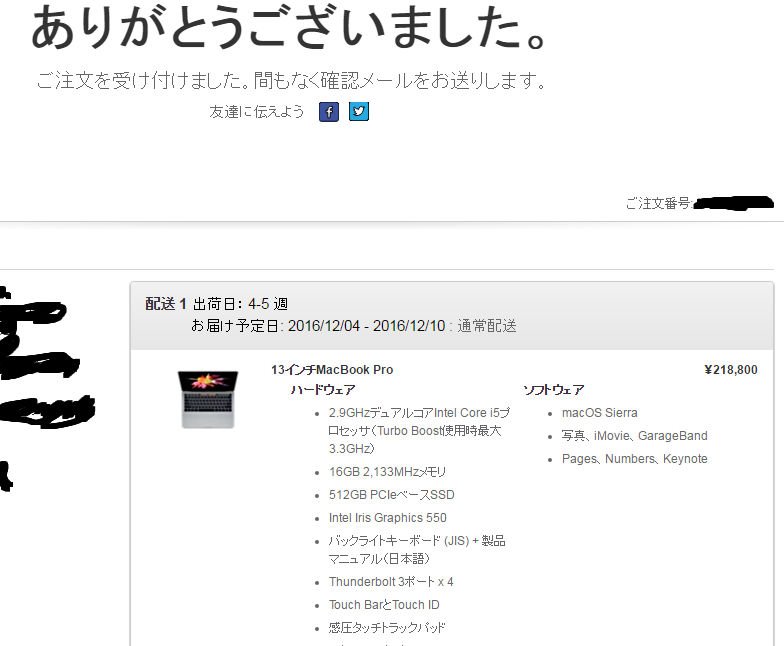 ありがとうございました。
ご注文を受け付けました。間もなく確認メールをお送りします。
友達に伝えよう
ご注文番号:
配送 1 出荷日: 4-5 週
お届け予定日: 2016/12/04 - 2016/12/10 : 通常配送
13インチMacBook Pro
¥218,800
ハードウェア
2.9GHzデュアルコアIntel Core i5プ
ロセッサ(Turbo Boost使用時最大
3.3GHz)
16GB 2,133MHzメモリ
512GB PCIeベースSSD
Intel Iris Graphics 550
バックライトキーボード (JIS) + 製品
マニュアル(日本語)
Thunderbolt 3ポート x 4
Touch BarとTouch ID
感圧タッチトラックパッド
ソフトウェア
macOS Sierra
写真、iMovie、GarageBand
Pages、Numbers、Keynote